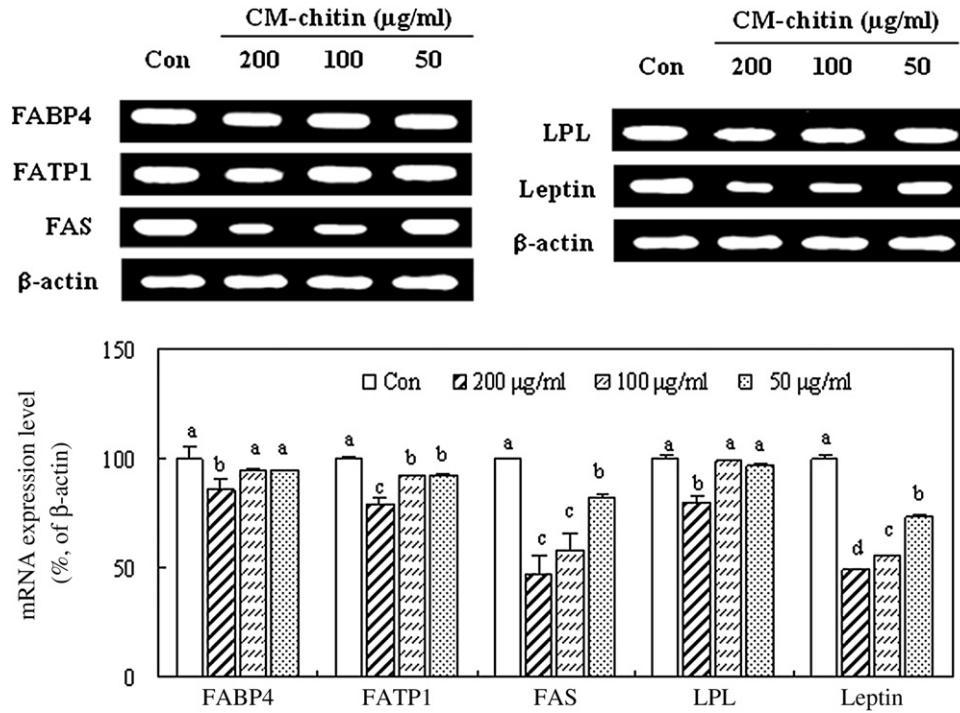 CM-chitin (μg/ml)
Con 200 100 50
FABP4
FATP1
FAS
β-actin
CM-chitin (μg/ml)
Con 200 100 50
LPL
Leptin
β-actin
mRNA expression level
(%, of β-actin)
150
100
50
0
Con 200 μg/ml 100 μg/ml 50 μg/ml
a b a a
a c b b
a c c b
a b a a
a d c b
FABP4 FATP1 FAS LPL Leptin